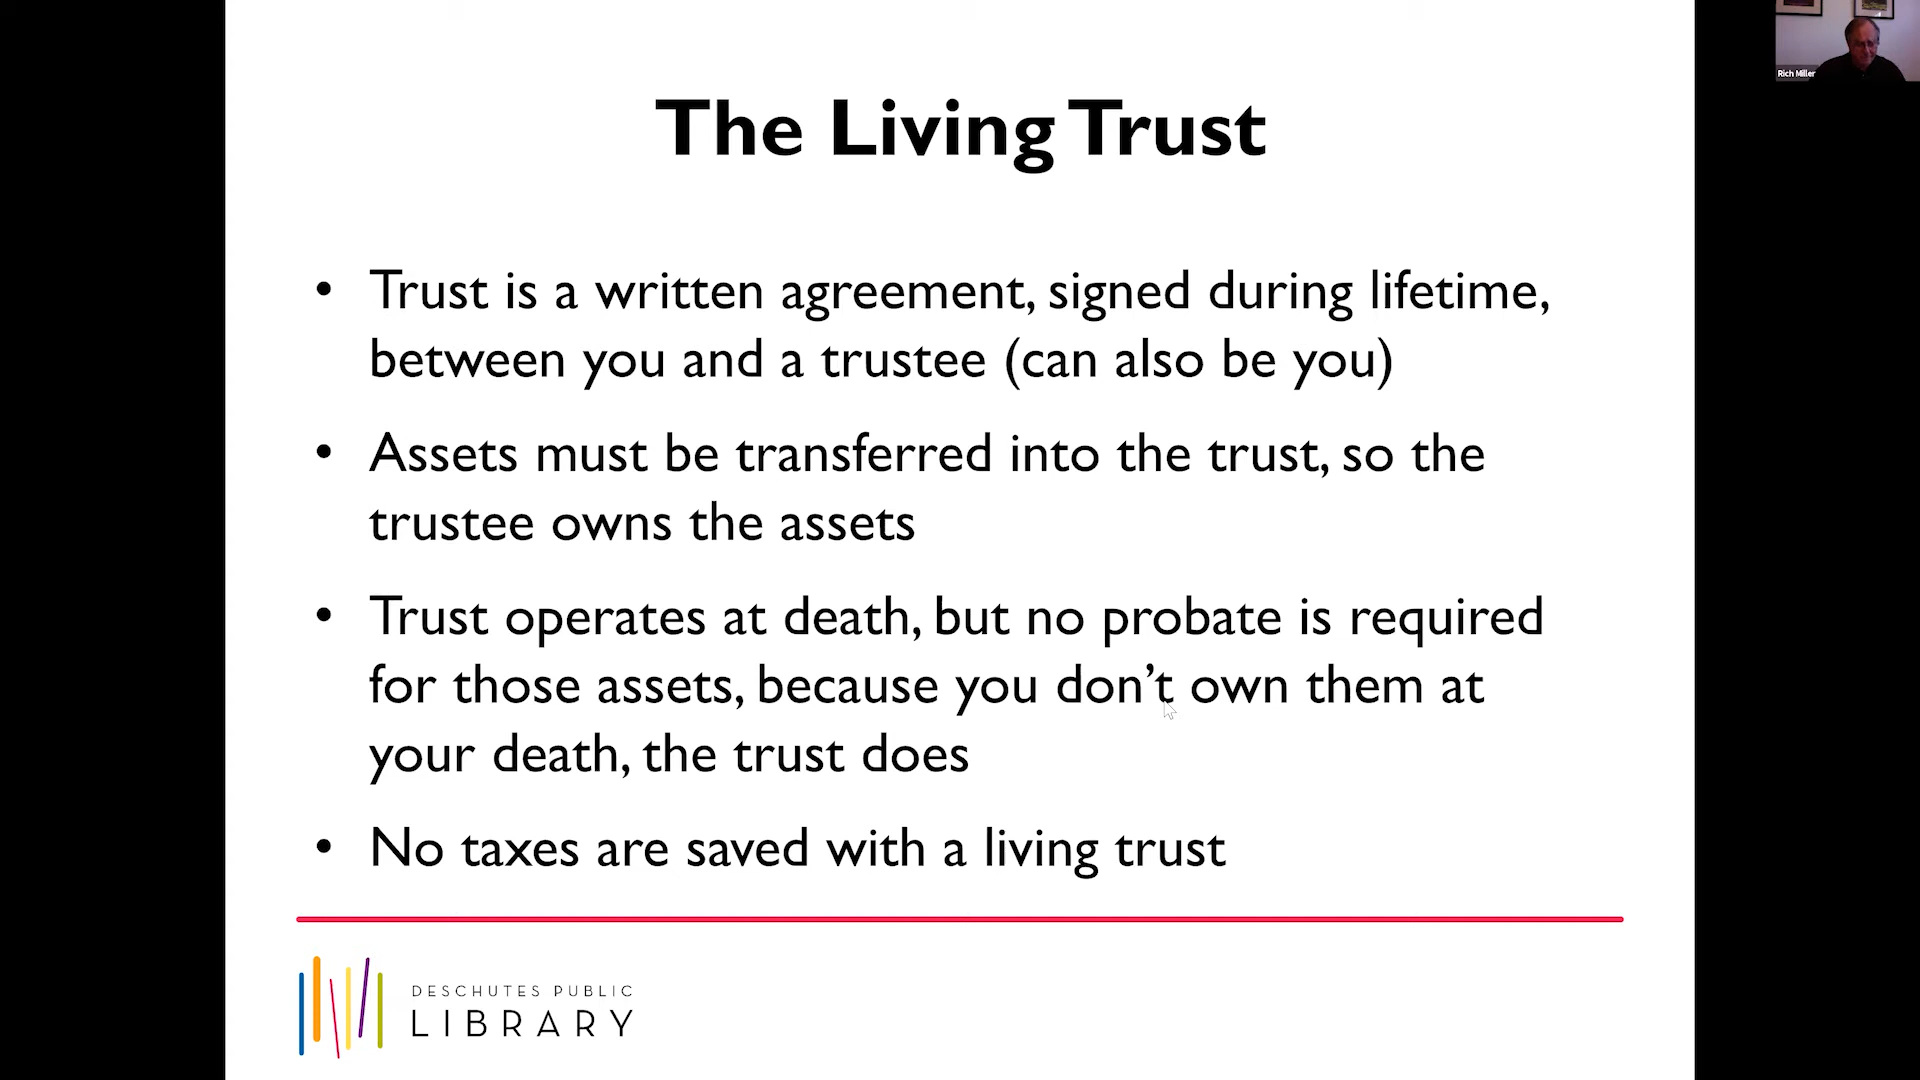 The Living Trust
Rich Miller
• Trust is a written agreement, signed during lifetime,
between you and a trustee (can also be you)
• Assets must be transferred into the trust, so the
trustee owns the assets
• Trust operates at death, but no probate is required
for those assets, because you don’t own them at
your death, the trust does
• No taxes are saved with a living trust
DESCHUTES PUBLIC
LIBRARY